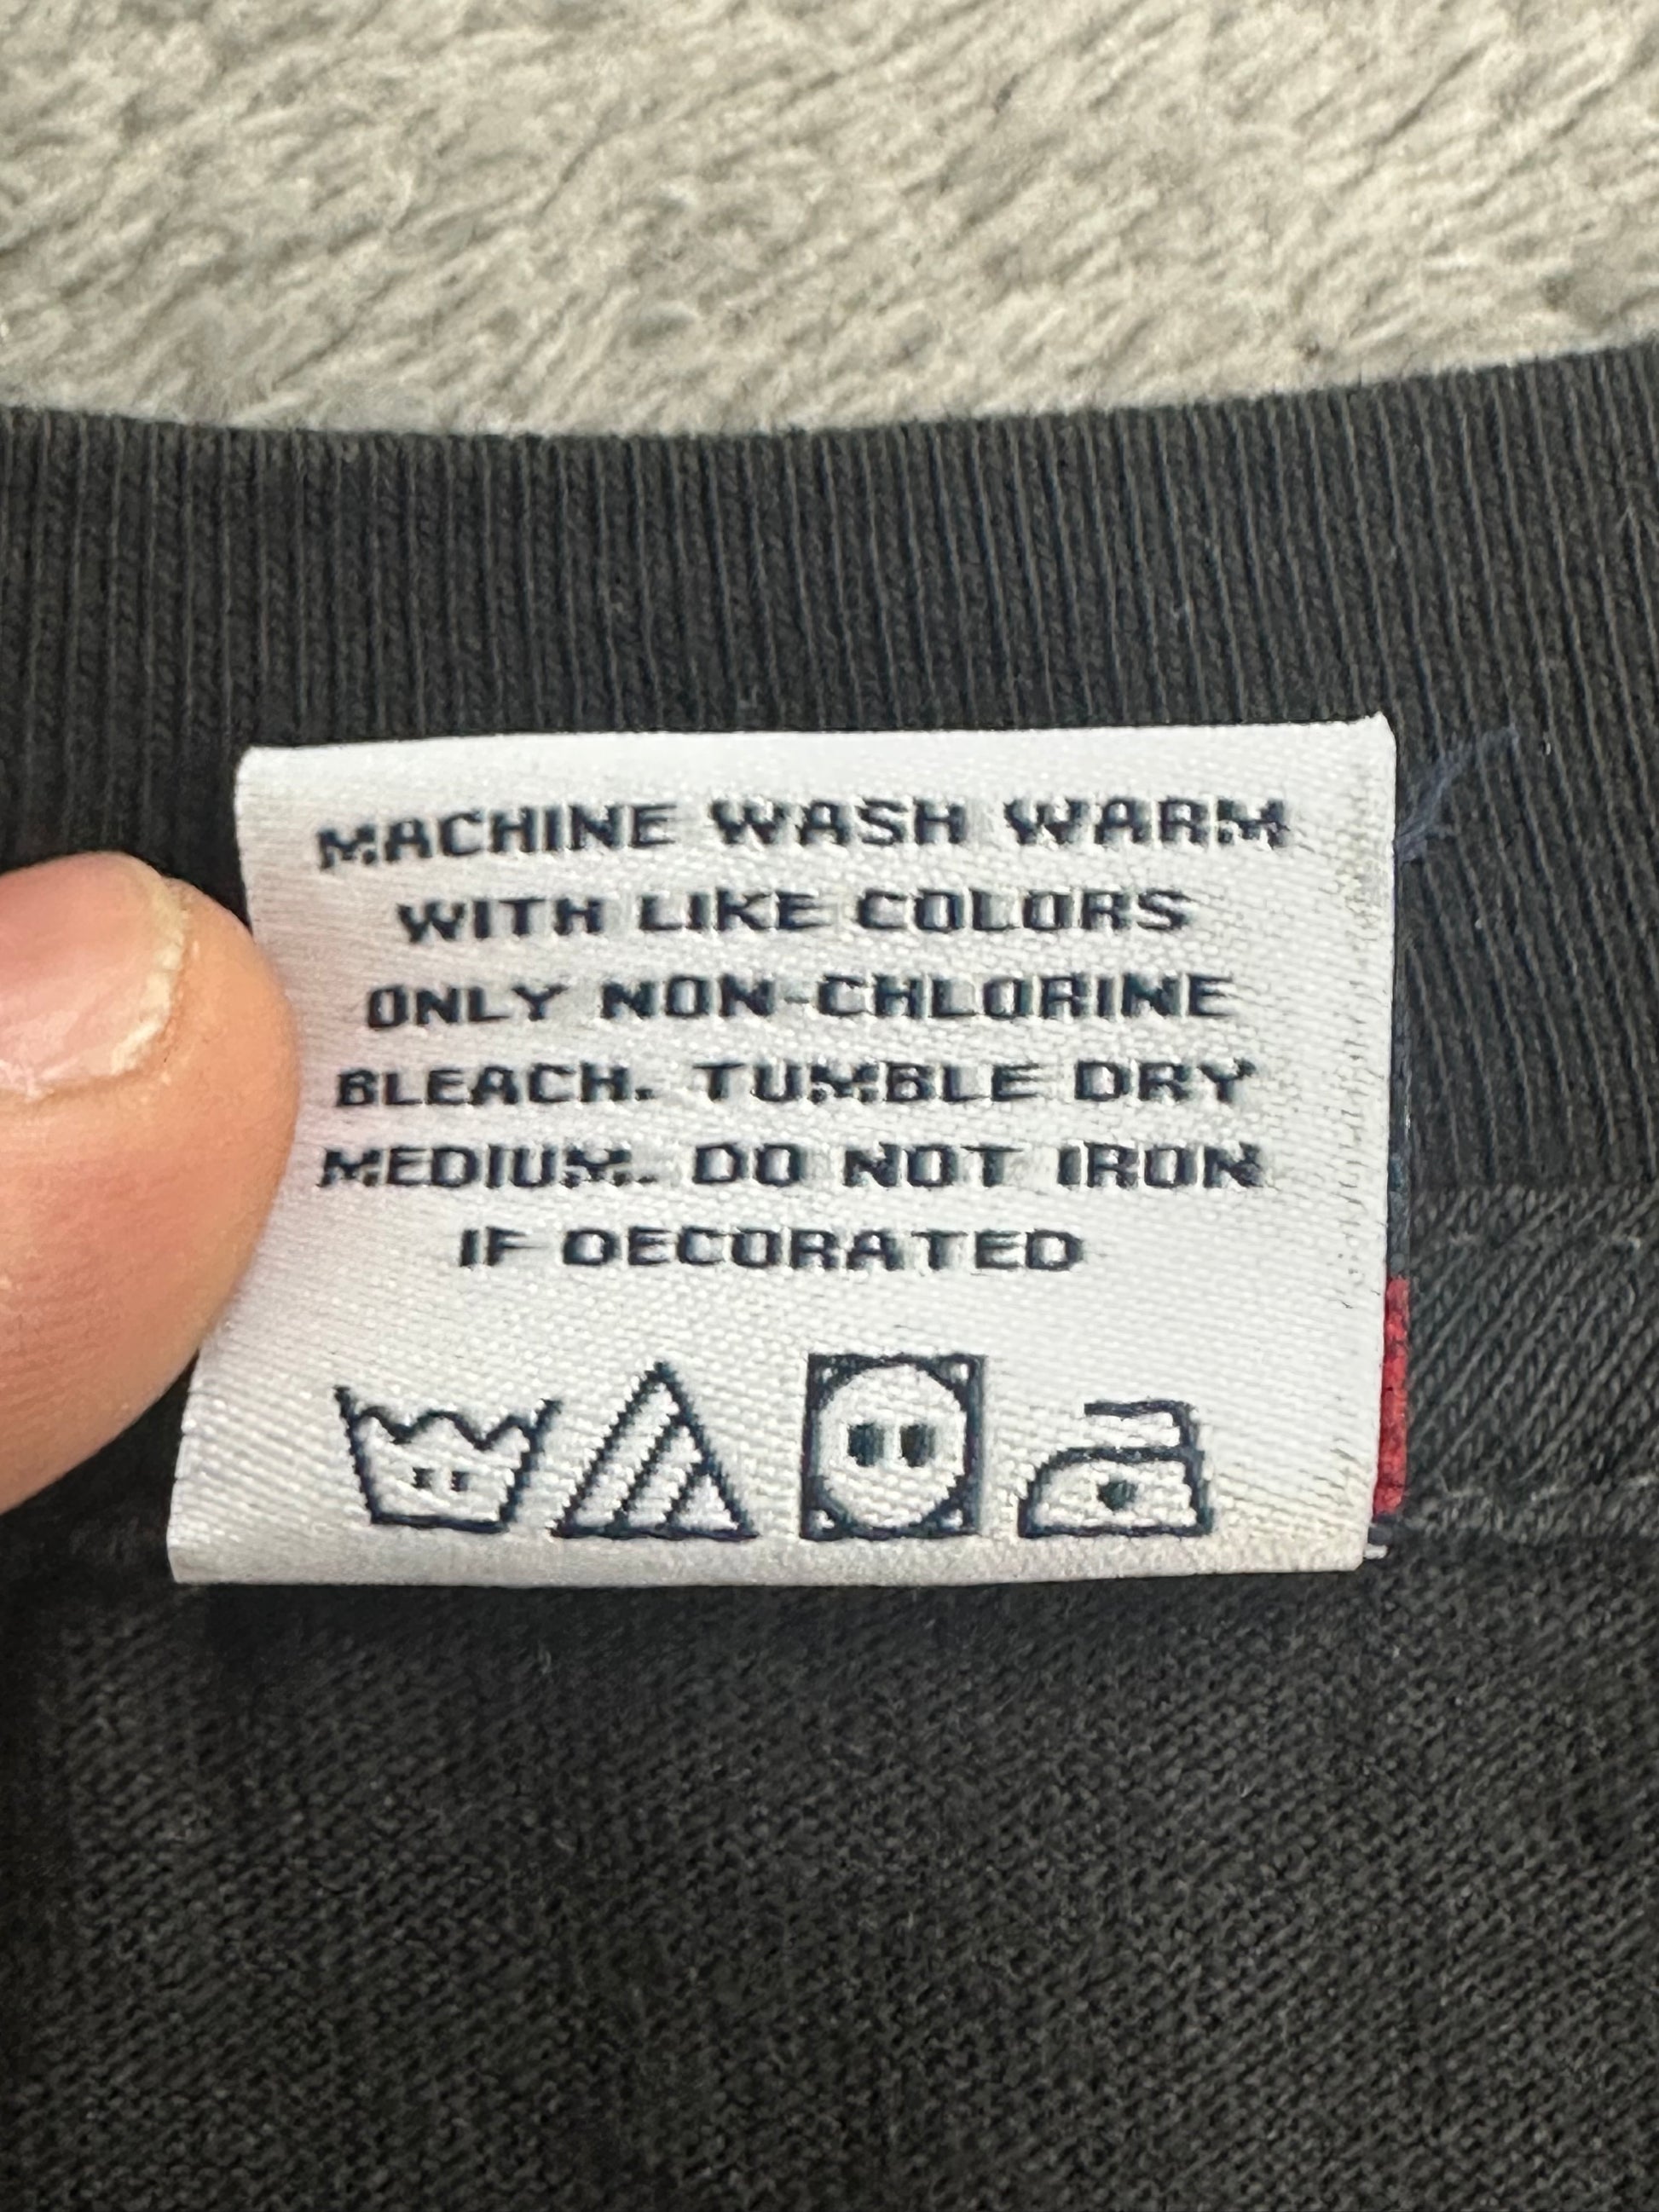 MACHINE WASH WARM
WITH LIKE COLORS
ONLY NON-CHLORINE
BLEACH. TUMBLE DRY
MEDIUM. DO NOT IRON
IF DECORATED